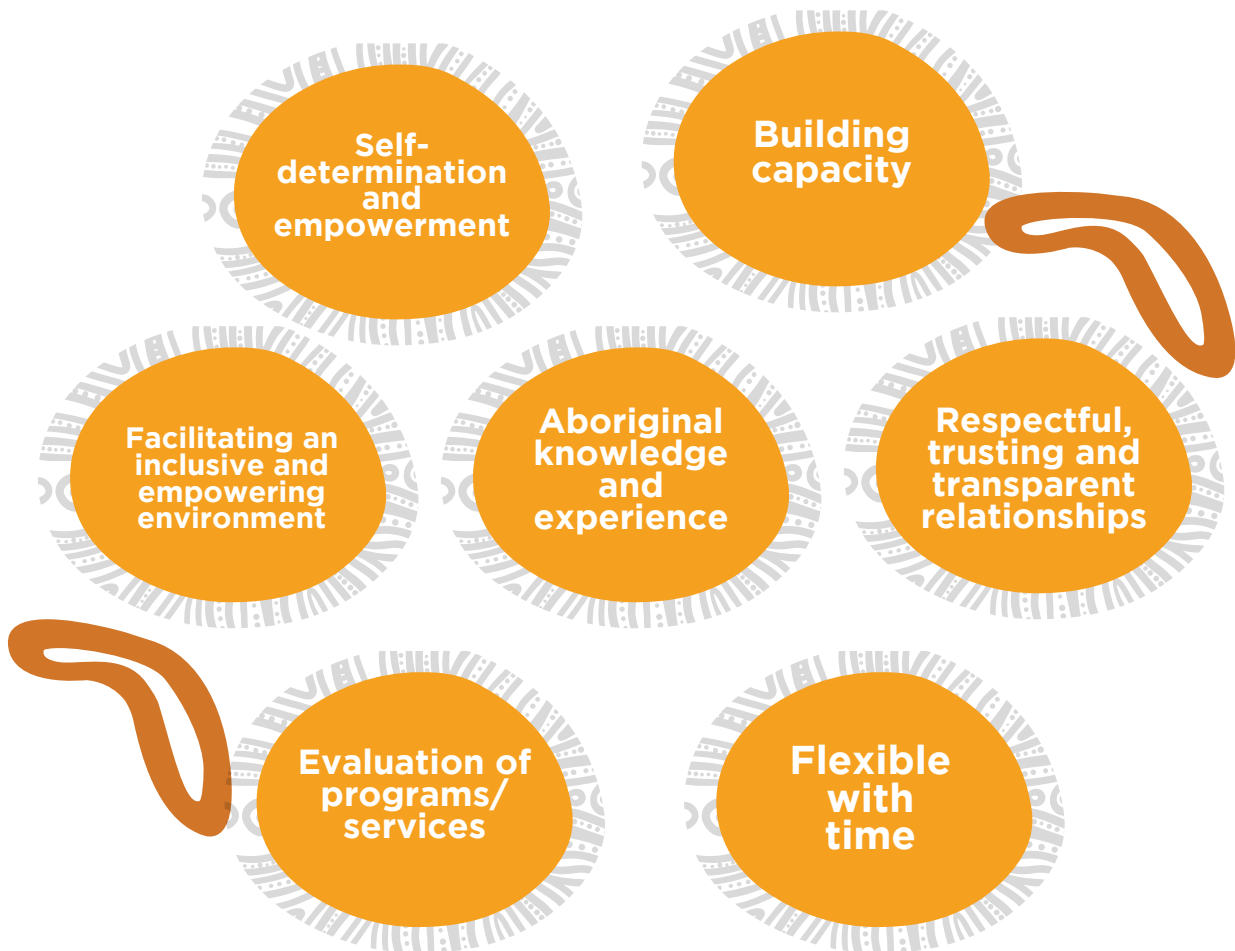 Self-
determination
and
empowerment
Building
capacity
Facilitating an
inclusive and
empowering
environment
Aboriginal
knowledge
and
experience
Respectful,
trusting and
transparent
relationships
Evaluation of
programs/
services
Flexible
with
time